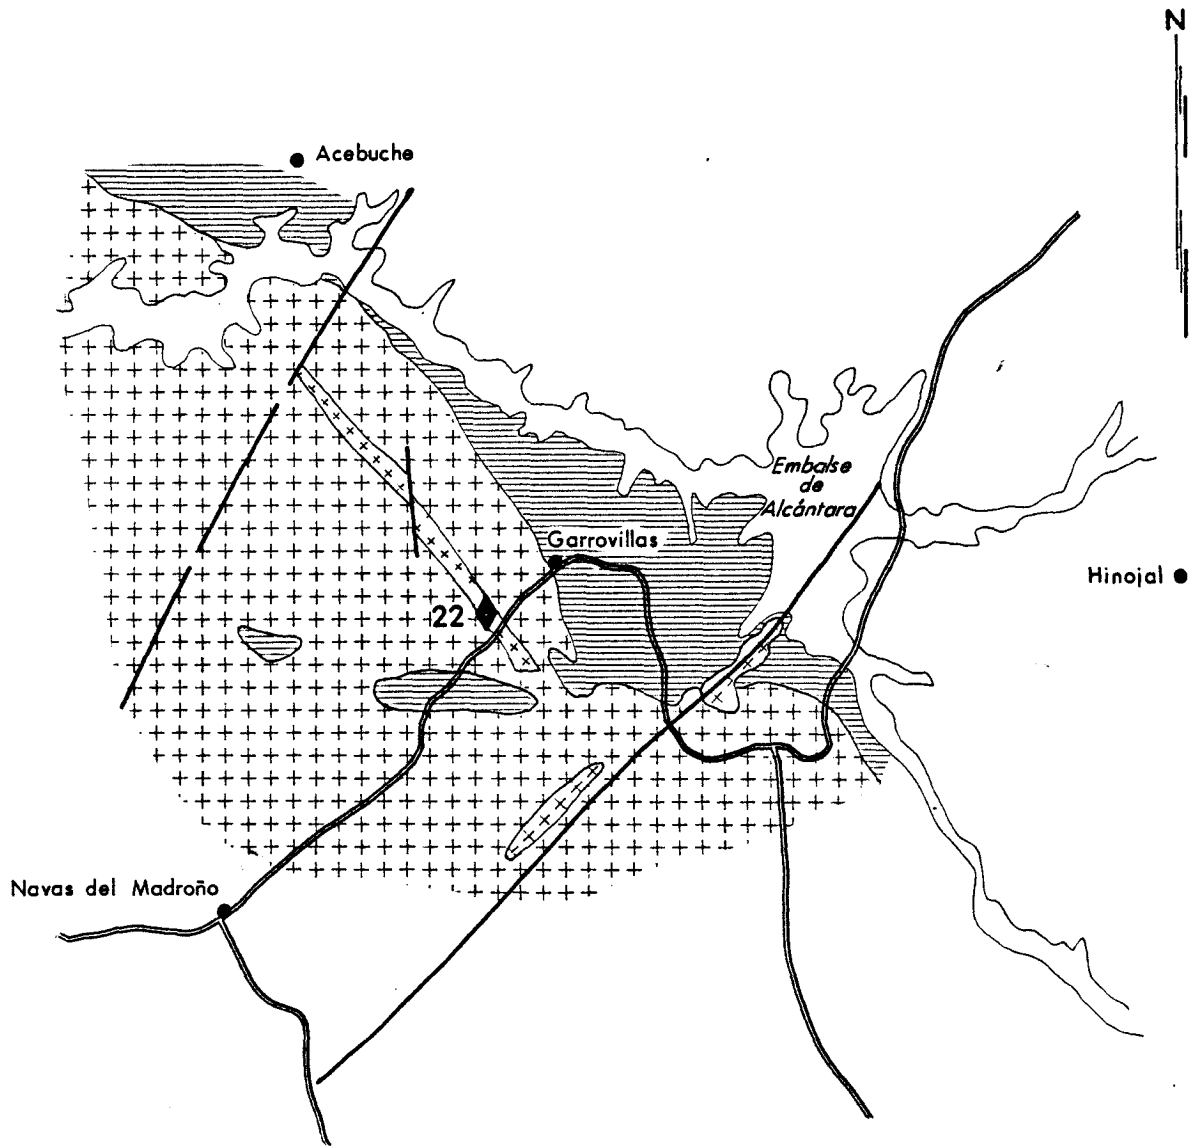 N
Acebuche
Embalse
de
Alcántara
Garrovillas
Hinojal
22
Navas del Madroño